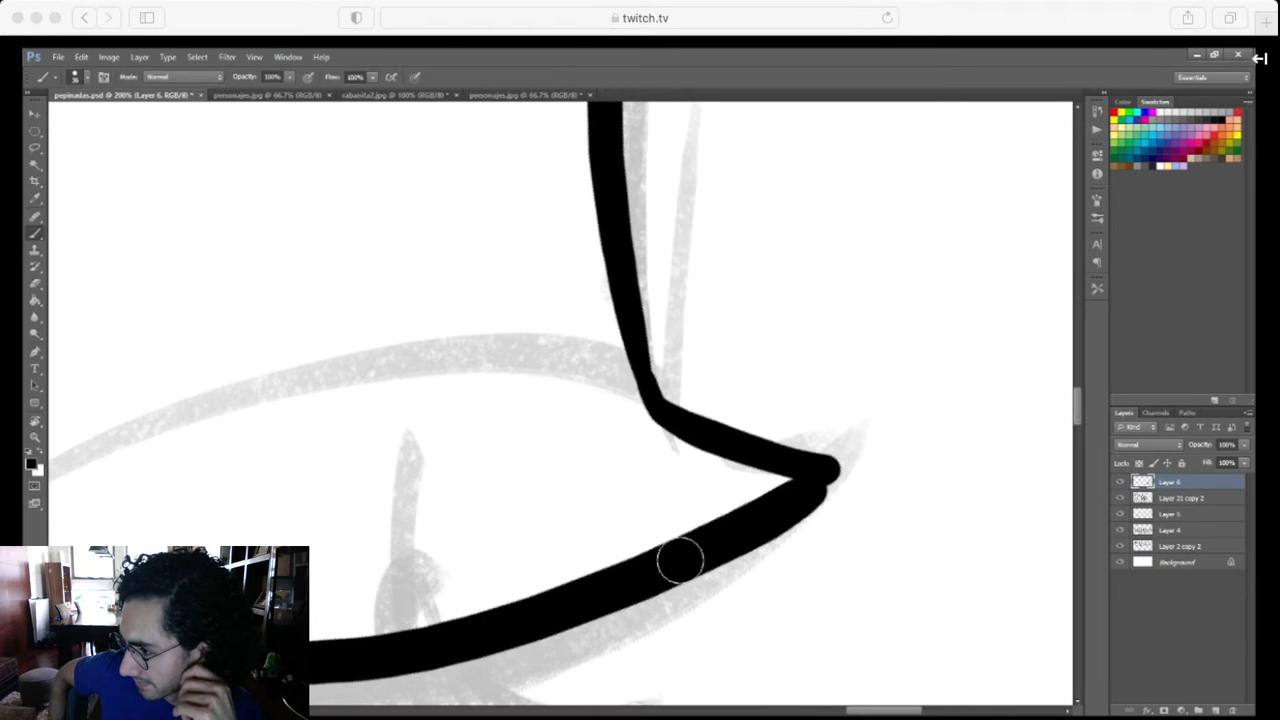 twitch.tv
Ps File Edit Image Layer Type Select Filter View Window Help
Mode: Normal Opacity: 100% Flow: 100% Essentials
pepinadas.psd @ 200% (Layer 6, RGB/8) * × personajes.jpg @ 66.7% (RGB/8) × cabanita2.jpg @ 100% (RGB/8) * × personajes.jpg @ 66.7% (RGB/8) * ×
Color Swatches
Layers Channels Paths
Kind
Normal Opacity: 100%
Lock: Fill: 100%
Layer 6
Layer 21 copy 2
Layer 5
Layer 4
Layer 2 copy 2
Background